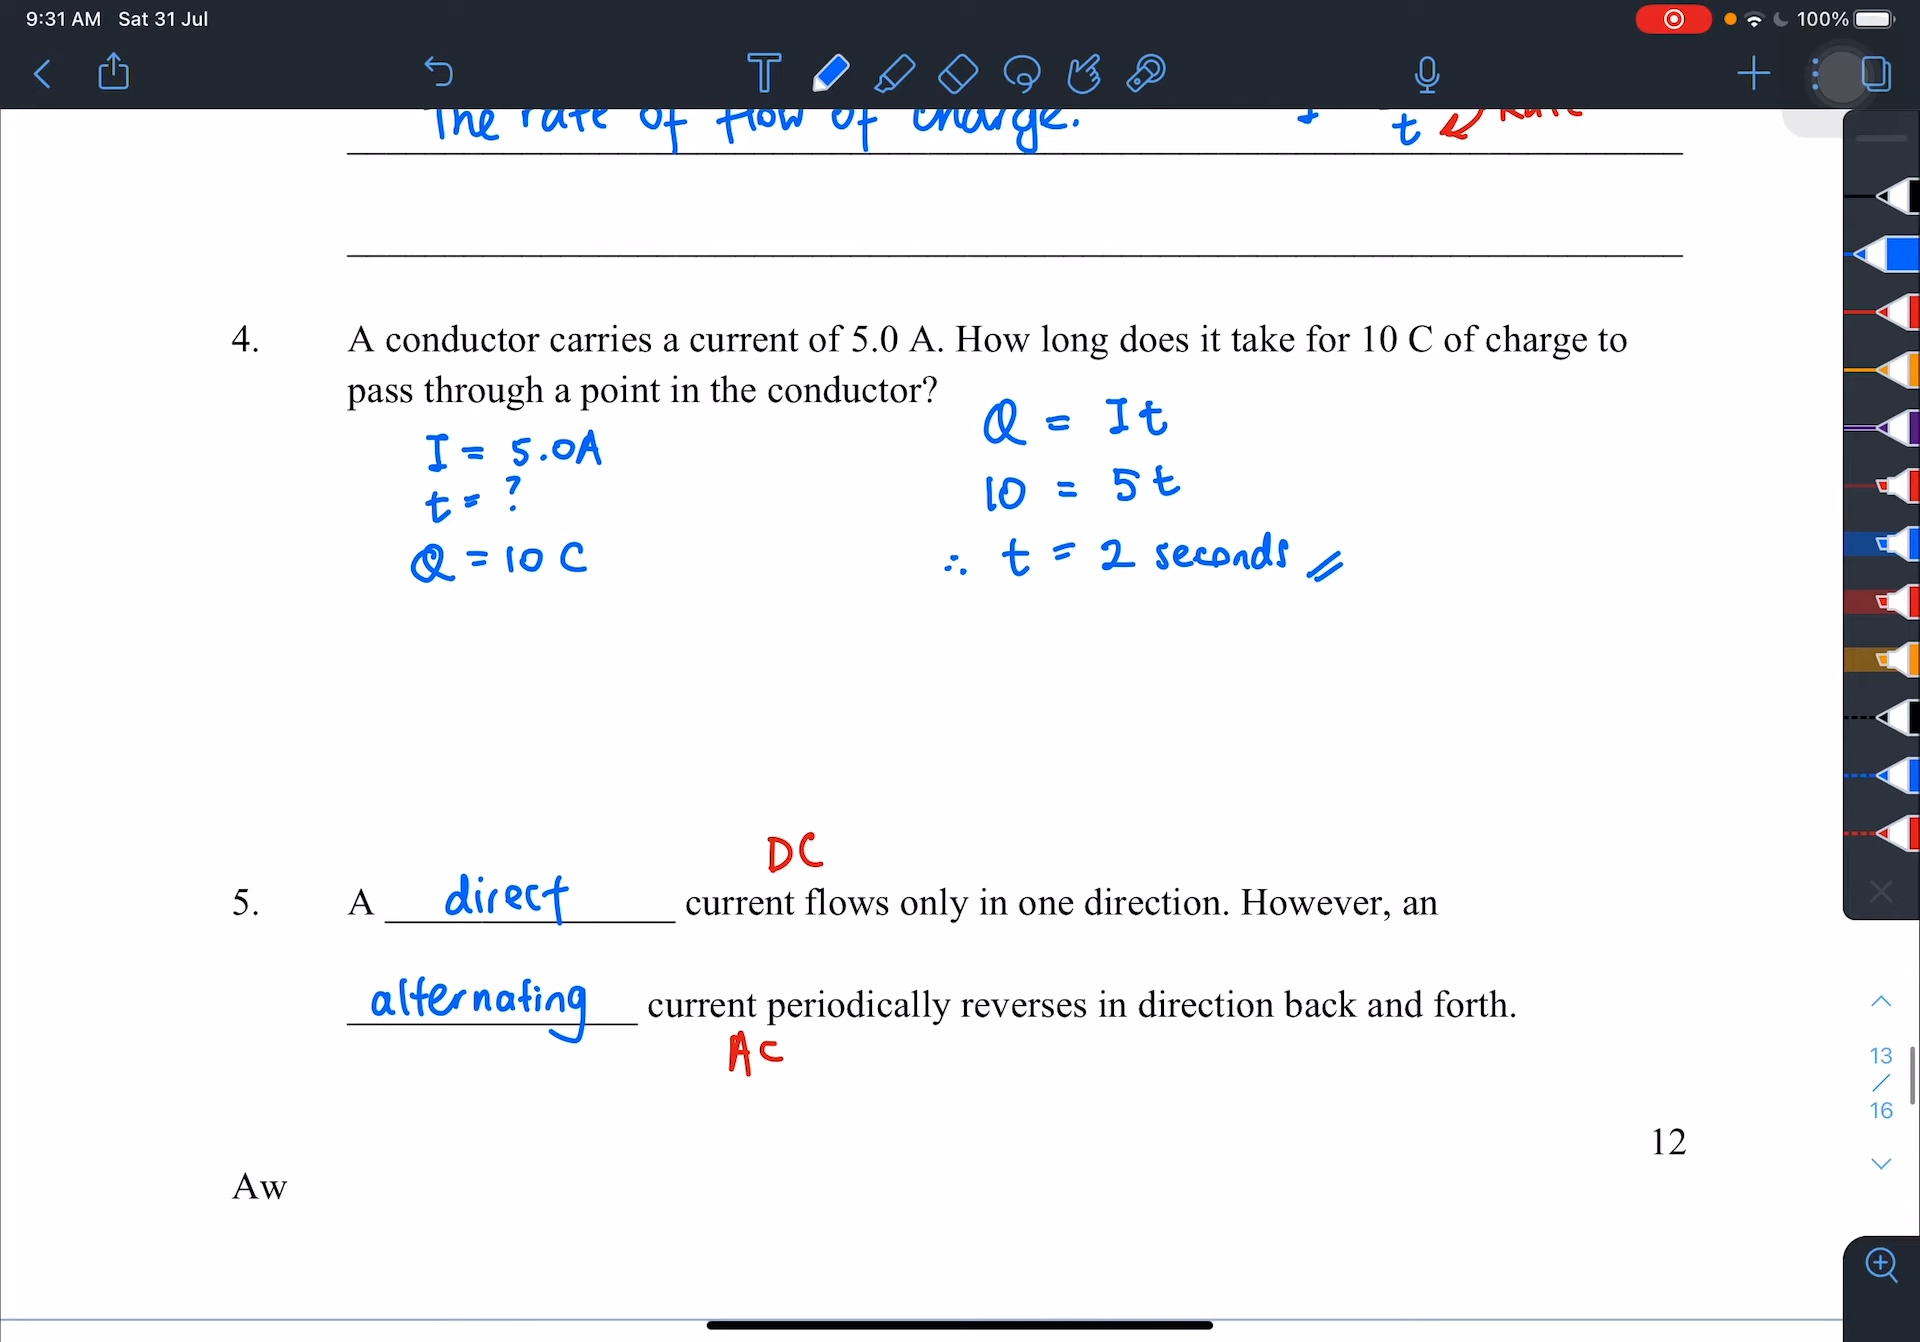 9:31 AM Sat 31 Jul
100%
The rate of flow of charge.
t Rate
4. A conductor carries a current of 5.0 A. How long does it take for 10 C of charge to
pass through a point in the conductor?
I = 5.0A
t = ?
Q = 10 C
Q = It
10 = 5t
∴ t = 2 seconds
DC
5. A direct current flows only in one direction. However, an
alternating current periodically reverses in direction back and forth.
AC
13
/
16
12
Aw